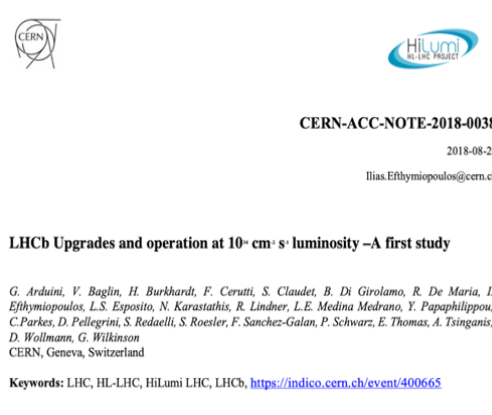 CERN
HiLumi
HL-LHC PROJECT
CERN-ACC-NOTE-2018-0038
2018-08-2
Ilias.Efthymiopoulos@cern.c
LHCb Upgrades and operation at 10³⁴ cm⁻² s⁻¹ luminosity –A first study
G. Arduini, V. Baglin, H. Burkhardt, F. Cerutti, S. Claudet, B. Di Girolamo, R. De Maria, I.
Efthymiopoulos, L.S. Esposito, N. Karastathis, R. Lindner, L.E. Medina Medrano, Y. Papaphilippou,
C.Parkes, D. Pellegrini, S. Redaelli, S. Roesler, F. Sanchez-Galan, P. Schwarz, E. Thomas, A. Tsinganis,
D. Wollmann, G. Wilkinson
CERN, Geneva, Switzerland
Keywords: LHC, HL-LHC, HiLumi LHC, LHCb, https://indico.cern.ch/event/400665